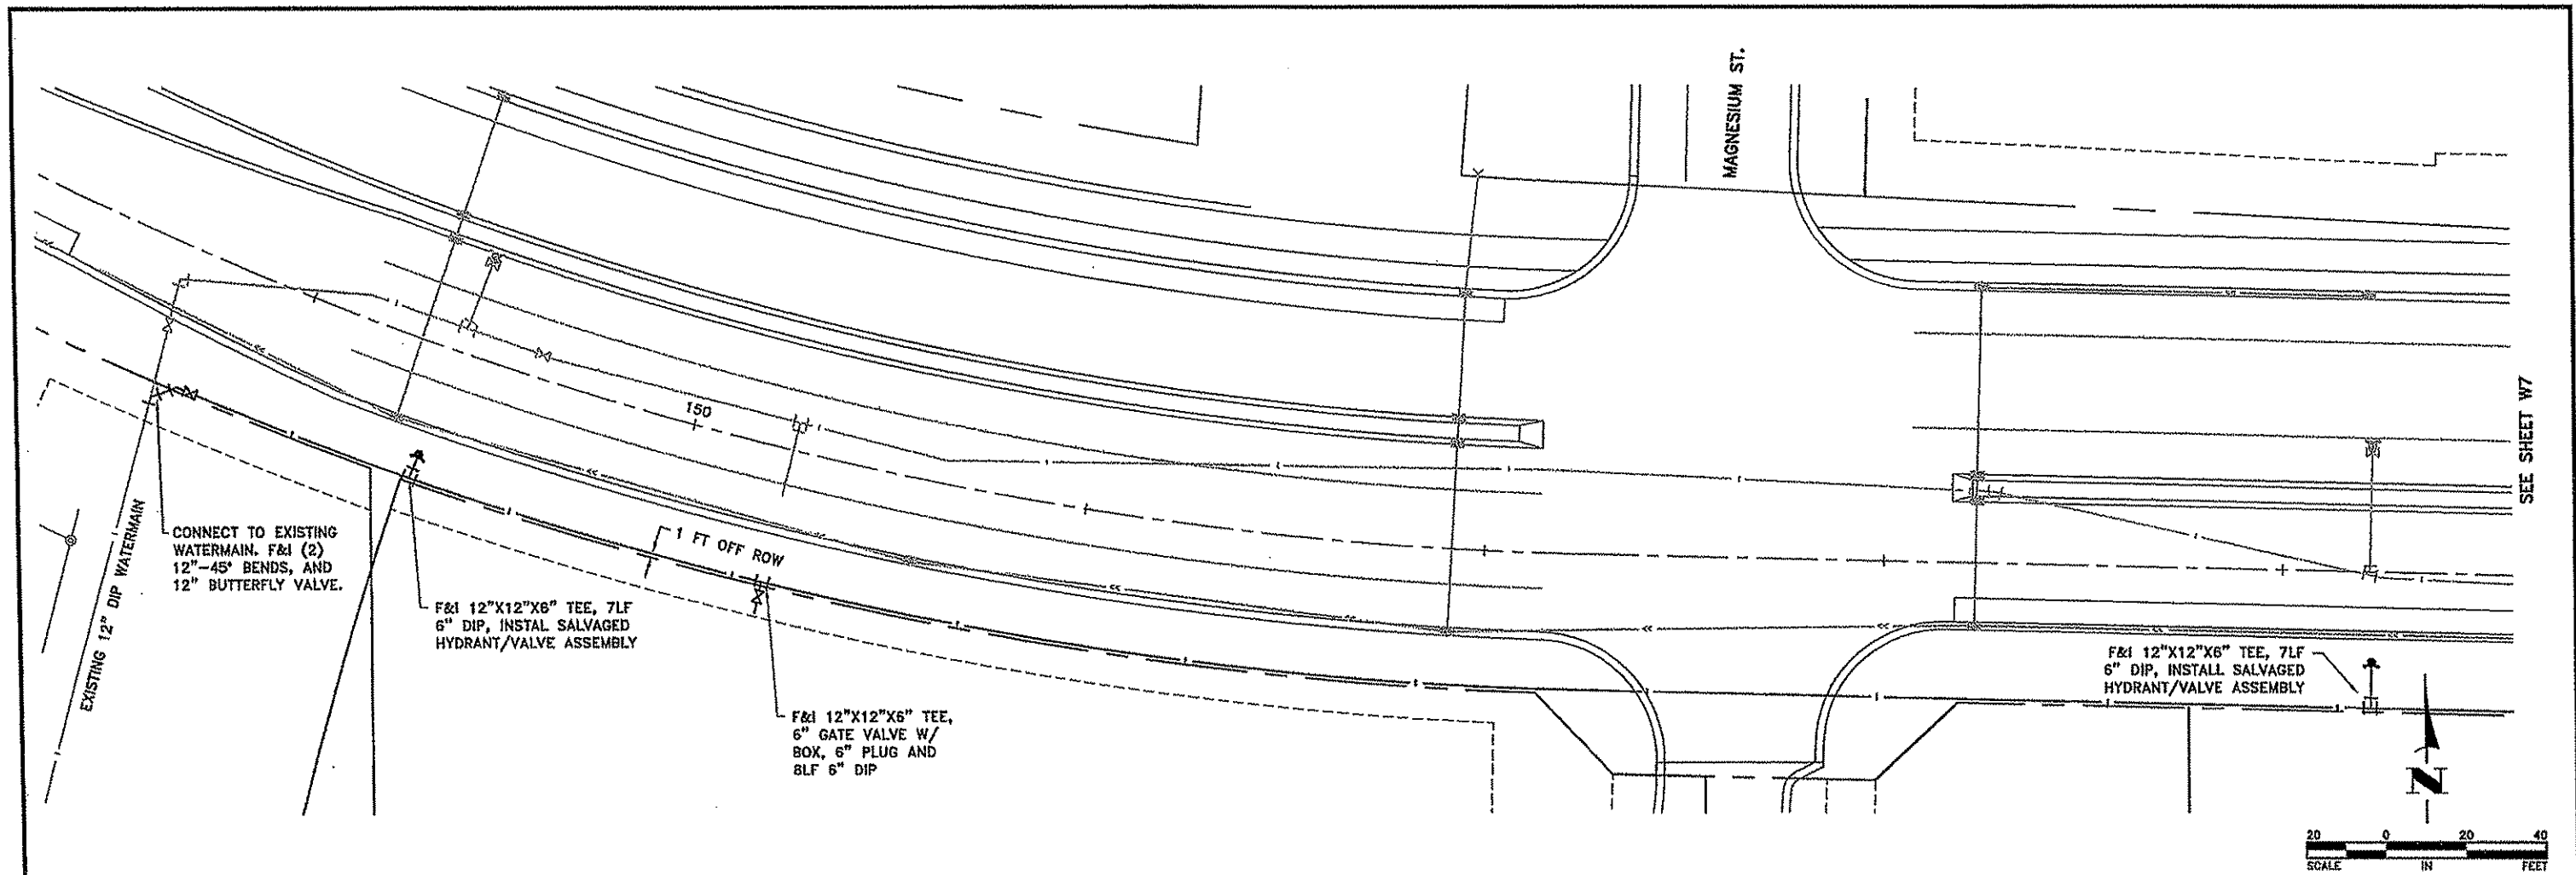 MAGNESIUM ST.
150
SEE SHEET W7
EXISTING 12" DIP WATERMAIN
CONNECT TO EXISTING
WATERMAIN. F&I (2)
12"-45° BENDS, AND
12" BUTTERFLY VALVE.
1 FT OFF ROW
F&I 12"X12"X6" TEE, 7LF
6" DIP, INSTAL SALVAGED
HYDRANT/VALVE ASSEMBLY
F&I 12"X12"X6" TEE,
6" GATE VALVE W/
BOX, 6" PLUG AND
8LF 6" DIP
F&I 12"X12"X6" TEE, 7LF
6" DIP, INSTALL SALVAGED
HYDRANT/VALVE ASSEMBLY
N
20 0 20 40
SCALE IN FEET